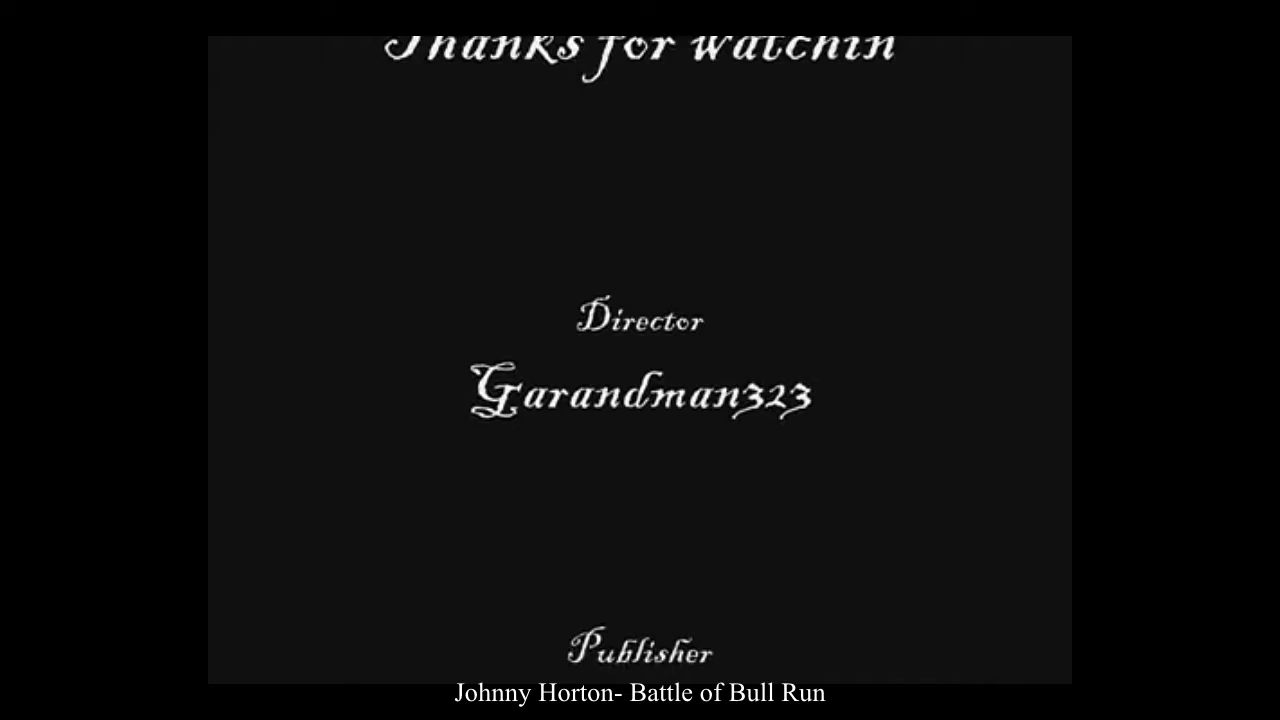 Thanks for watchin
Director
Garandman323
Publisher
Johnny Horton- Battle of Bull Run